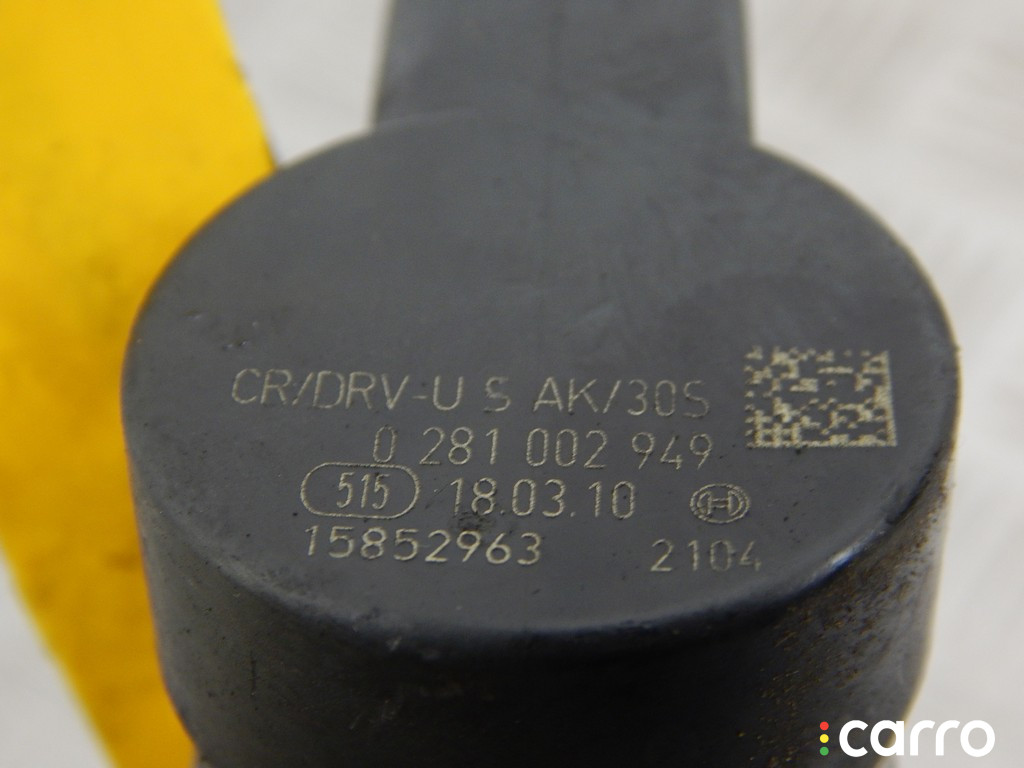 CR/DRV-U S AK/30S
0 281 002 949
515 18.03.10
15852963 2104
carro